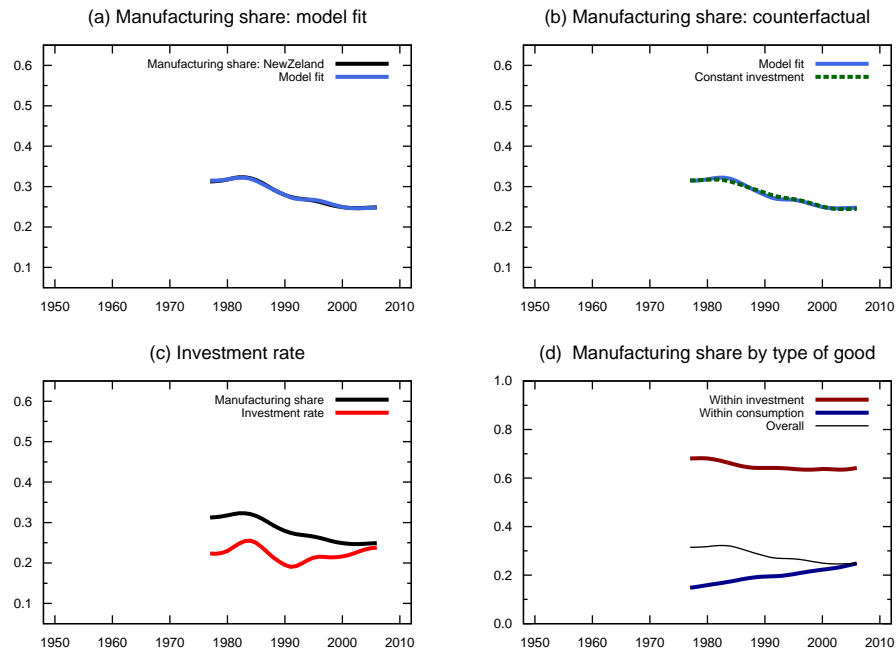 (a) Manufacturing share: model fit
0.6
0.5
0.4
0.3
0.2
0.1
1950 1960 1970 1980 1990 2000 2010
Manufacturing share: NewZeland
Model fit
(b) Manufacturing share: counterfactual
0.6
0.5
0.4
0.3
0.2
0.1
1950 1960 1970 1980 1990 2000 2010
Model fit
Constant investment
(c) Investment rate
0.6
0.5
0.4
0.3
0.2
0.1
1950 1960 1970 1980 1990 2000 2010
Manufacturing share
Investment rate
(d) Manufacturing share by type of good
1.0
0.8
0.6
0.4
0.2
0.0
1950 1960 1970 1980 1990 2000 2010
Within investment
Within consumption
Overall